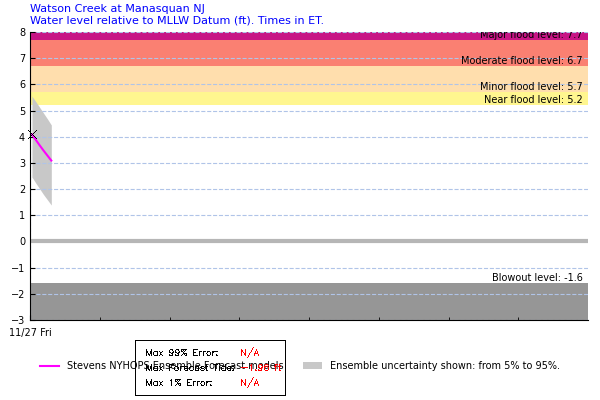 Watson Creek at Manasquan NJ
Water level relative to MLLW Datum (ft). Times in ET.
8
Major flood level: 7.7
7
Moderate flood level: 6.7
6
Minor flood level: 5.7
Near flood level: 5.2
5
4
3
2
1
0
−1
Blowout level: -1.6
−2
−3
11/27 Fri
Max 99% Error: N/A
Stevens NYHOPS Ensemble Forecast models
Max Forecast Tide:
Max 1% Error: N/A
Ensemble uncertainty shown: from 5% to 95%.